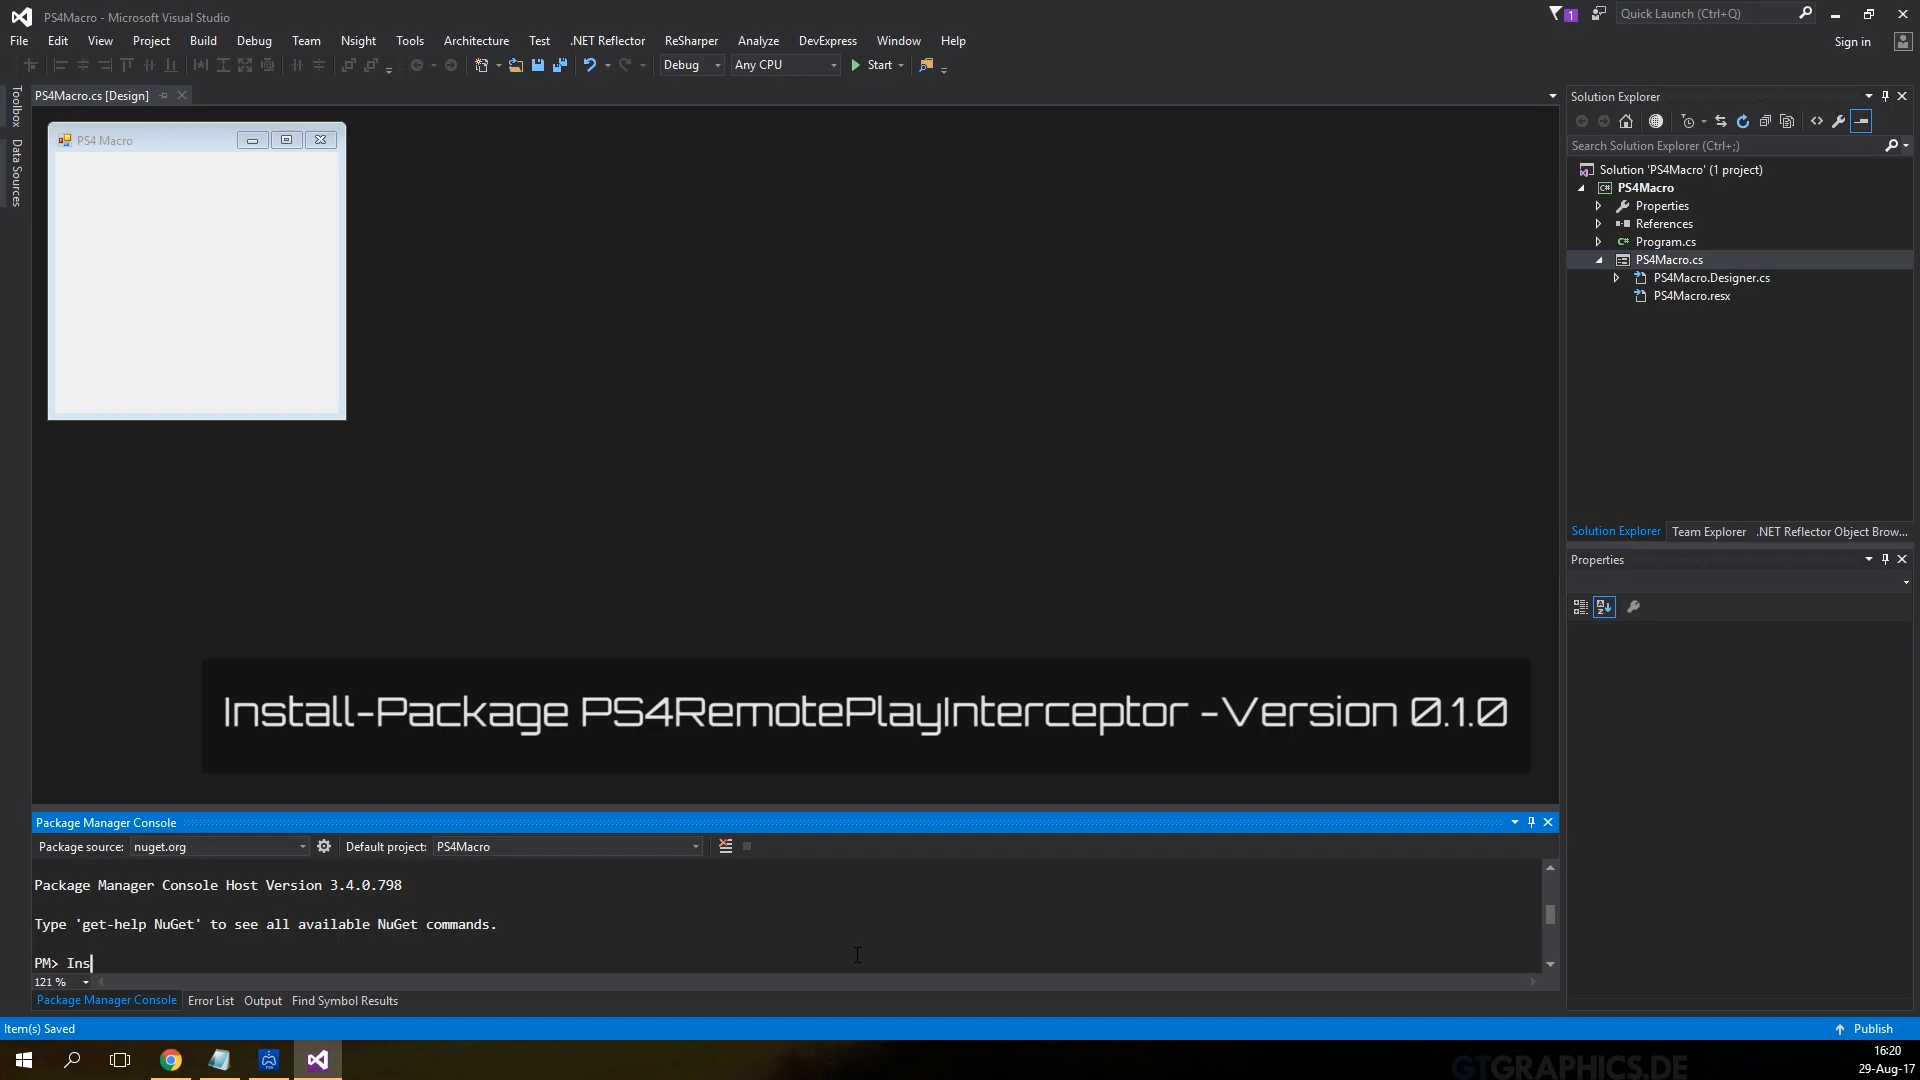 PS4Macro - Microsoft Visual Studio
1
Quick Launch (Ctrl+Q)
File Edit View Project Build Debug Team Nsight Tools Architecture Test .NET Reflector ReSharper Analyze DevExpress Window Help
Sign in
Debug Any CPU Start
Toolbox
Data Sources
PS4Macro.cs [Design]
PS4 Macro
Solution Explorer
Search Solution Explorer (Ctrl+;)
Solution 'PS4Macro' (1 project)
C# PS4Macro
Properties
References
C# Program.cs
PS4Macro.cs
PS4Macro.Designer.cs
PS4Macro.resx
Solution Explorer Team Explorer .NET Reflector Object Brow...
Properties
Install-Package PS4RemotePlayInterceptor -Version 0.1.0
Package Manager Console
Package source: nuget.org Default project: PS4Macro
Package Manager Console Host Version 3.4.0.798
Type 'get-help NuGet' to see all available NuGet commands.
PM> Ins
121 %
Package Manager Console Error List Output Find Symbol Results
Item(s) Saved
Publish
GTGRAPHICS.DE
16:20
29-Aug-17